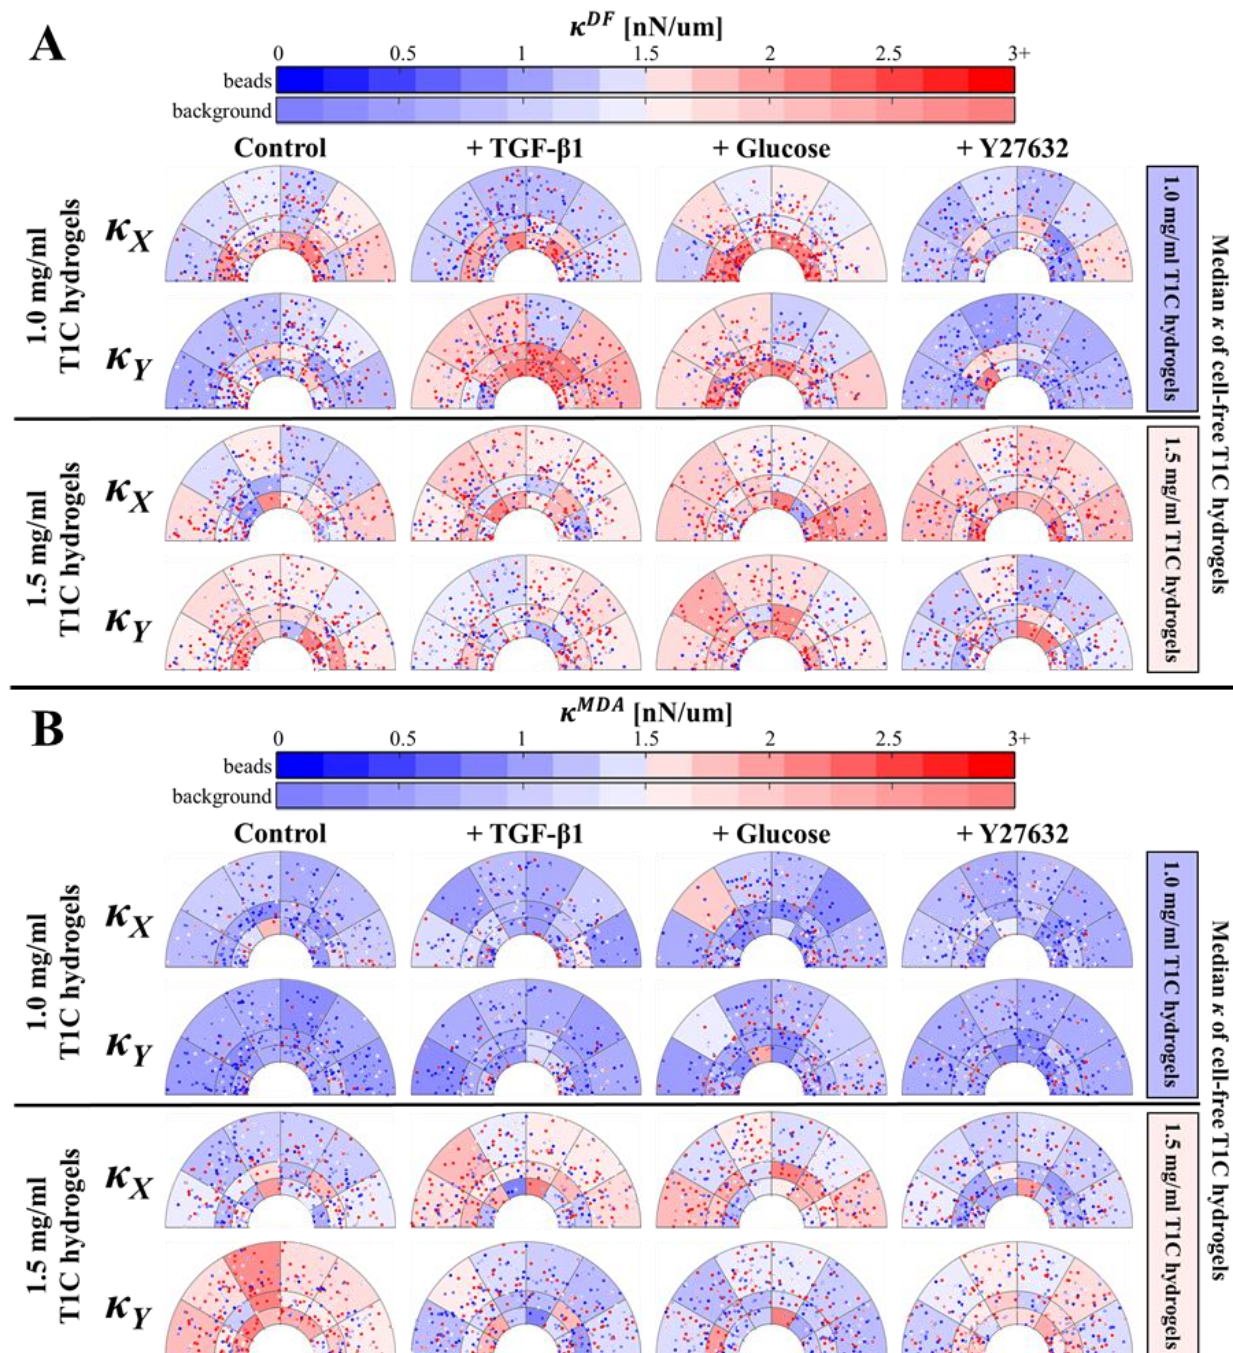 A
κ^DF [nN/um]
0 0.5 1 1.5 2 2.5 3+
beads
background
Control + TGF-β1 + Glucose + Y27632
1.0 mg/ml
T1C hydrogels
κX
κY
1.5 mg/ml
T1C hydrogels
κX
κY
1.0 mg/ml T1C hydrogels
1.5 mg/ml T1C hydrogels
Median κ of cell-free T1C hydrogels
B
κ^MDA [nN/um]
0 0.5 1 1.5 2 2.5 3+
beads
background
Control + TGF-β1 + Glucose + Y27632
1.0 mg/ml
T1C hydrogels
κX
κY
1.5 mg/ml
T1C hydrogels
κX
κY
1.0 mg/ml T1C hydrogels
1.5 mg/ml T1C hydrogels
Median κ of cell-free T1C hydrogels